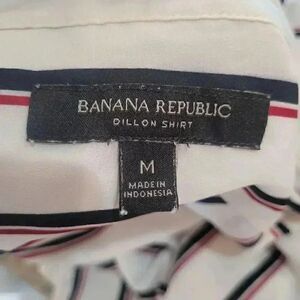 BANANA REPUBLIC
DILLON SHIRT
M
MADE IN
INDONESIA